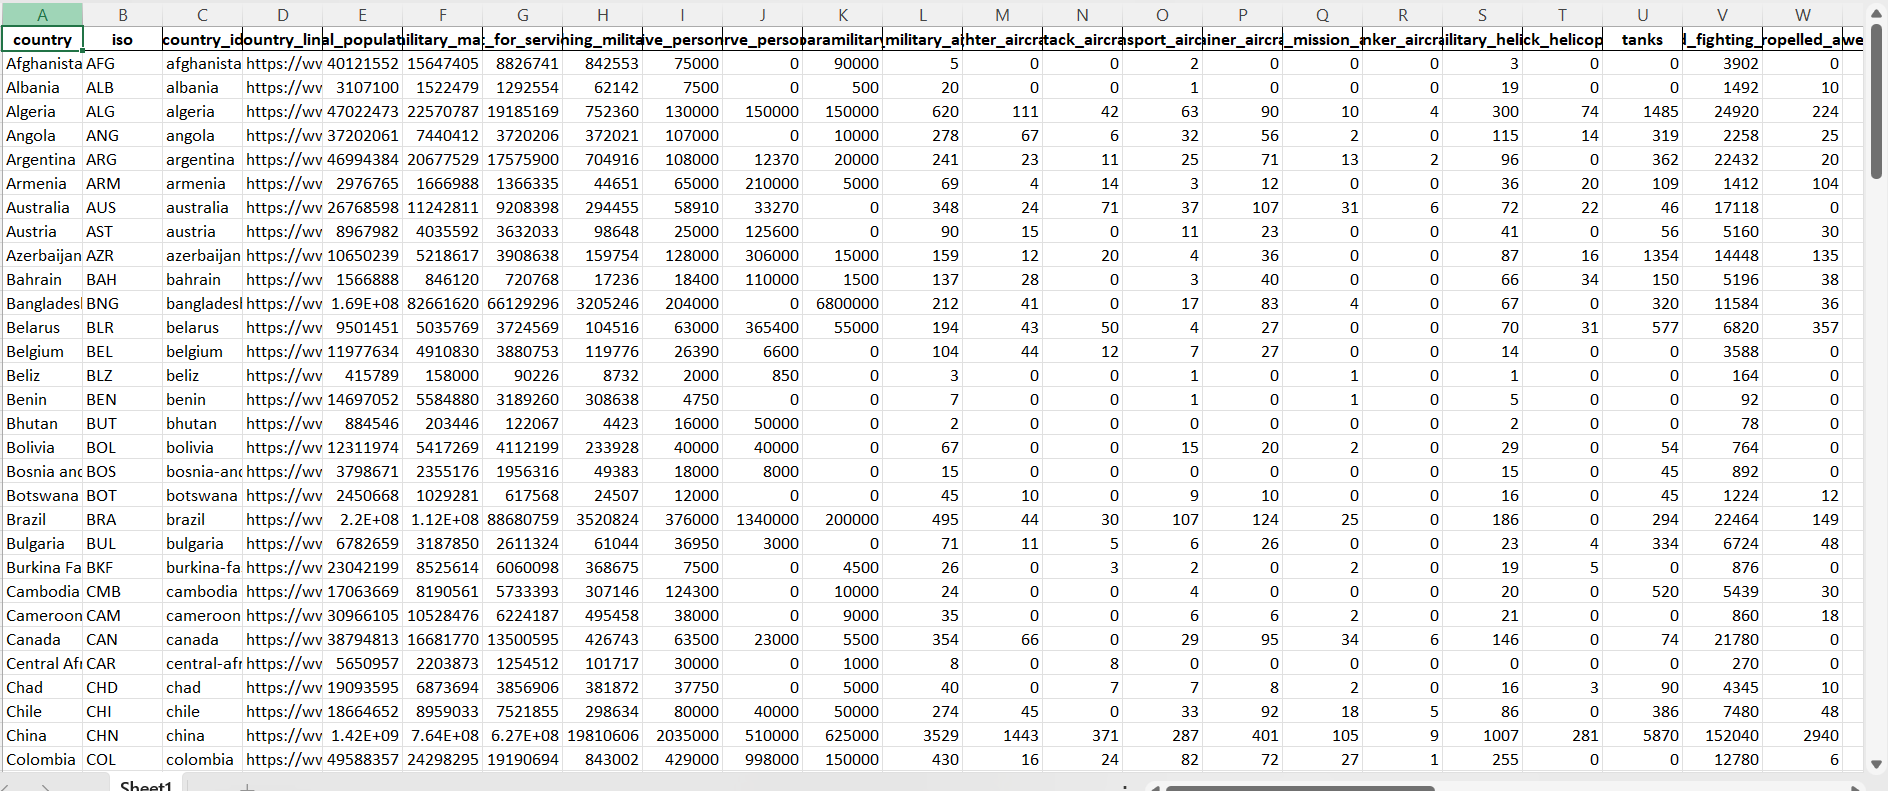 A B C D E F G H I J K L M N O P Q R S T U V W
country iso country_id ountry_lin al_populat ilitary_ma _for_servi ning_milita ive_person rve_perso aramilitary _military_ai hter_aircra tack_aircra sport_airc iner_aircra _mission_ nker_aircra ilitary_heli ck_helicop tanks d_fighting_ ropelled_a we
Afghanista AFG afghanista https://wv 40121552 15647405 8826741 842553 75000 0 90000 5 0 0 2 0 0 0 3 0 0 3902 0
Albania ALB albania https://wv 3107100 1522479 1292554 62142 7500 0 500 20 0 0 1 0 0 0 19 0 0 1492 10
Algeria ALG algeria https://wv 47022473 22570787 19185169 752360 130000 150000 150000 620 111 42 63 90 10 4 300 74 1485 24920 224
Angola ANG angola https://wv 37202061 7440412 3720206 372021 107000 0 10000 278 67 6 32 56 2 0 115 14 319 2258 25
Argentina ARG argentina https://wv 46994384 20677529 17575900 704916 108000 12370 20000 241 23 11 25 71 13 2 96 0 362 22432 20
Armenia ARM armenia https://wv 2976765 1666988 1366335 44651 65000 210000 5000 69 4 14 3 12 0 0 36 20 109 1412 104
Australia AUS australia https://wv 26768598 11242811 9208398 294455 58910 33270 0 348 24 71 37 107 31 6 72 22 46 17118 0
Austria AST austria https://wv 8967982 4035592 3632033 98648 25000 125600 0 90 15 0 11 23 0 0 41 0 56 5160 30
Azerbaijan AZR azerbaijan https://wv 10650239 5218617 3908638 159754 128000 306000 15000 159 12 20 4 36 0 0 87 16 1354 14448 135
Bahrain BAH bahrain https://wv 1566888 846120 720768 17236 18400 110000 1500 137 28 0 3 40 0 0 66 34 150 5196 38
Banglades BNG banglades https://wv 1.69E+08 82661620 66129296 3205246 204000 0 6800000 212 41 0 17 83 4 0 67 0 320 11584 36
Belarus BLR belarus https://wv 9501451 5035769 3724569 104516 63000 365400 55000 194 43 50 4 27 0 0 70 31 577 6820 357
Belgium BEL belgium https://wv 11977634 4910830 3880753 119776 26390 6600 0 104 44 12 7 27 0 0 14 0 0 3588 0
Beliz BLZ beliz https://wv 415789 158000 90226 8732 2000 850 0 3 0 0 1 0 1 0 1 0 0 164 0
Benin BEN benin https://wv 14697052 5584880 3189260 308638 4750 0 0 7 0 0 1 0 1 0 5 0 0 92 0
Bhutan BUT bhutan https://wv 884546 203446 122067 4423 16000 50000 0 2 0 0 0 0 0 0 2 0 0 78 0
Bolivia BOL bolivia https://wv 12311974 5417269 4112199 233928 40000 40000 0 67 0 0 15 20 2 0 29 0 54 764 0
Bosnia anc BOS bosnia-anc https://wv 3798671 2355176 1956316 49383 18000 8000 0 15 0 0 0 0 0 0 15 0 45 892 0
Botswana BOT botswana https://wv 2450668 1029281 617568 24507 12000 0 0 45 10 0 9 10 0 0 16 0 45 1224 12
Brazil BRA brazil https://wv 2.2E+08 1.12E+08 88680759 3520824 376000 1340000 200000 495 44 30 107 124 25 0 186 0 294 22464 149
Bulgaria BUL bulgaria https://wv 6782659 3187850 2611324 61044 36950 3000 0 71 11 5 6 26 0 0 23 4 334 6724 48
Burkina Fa BKF burkina-fa https://wv 23042199 8525614 6060098 368675 7500 0 4500 26 0 3 2 0 2 0 19 5 0 876 0
Cambodia CMB cambodia https://wv 17063669 8190561 5733393 307146 124300 0 10000 24 0 0 4 0 0 0 20 0 520 5439 30
Cameroon CAM cameroon https://wv 30966105 10528476 6224187 495458 38000 0 9000 35 0 0 6 6 2 0 21 0 0 860 18
Canada CAN canada https://wv 38794813 16681770 13500595 426743 63500 23000 5500 354 66 0 29 95 34 6 146 0 74 21780 0
Central Afr CAR central-afr https://wv 5650957 2203873 1254512 101717 30000 0 1000 8 0 8 0 0 0 0 0 0 0 270 0
Chad CHD chad https://wv 19093595 6873694 3856906 381872 37750 0 5000 40 0 7 7 8 2 0 16 3 90 4345 10
Chile CHI chile https://wv 18664652 8959033 7521855 298634 80000 40000 50000 274 45 0 33 92 18 5 86 0 386 7480 48
China CHN china https://wv 1.42E+09 7.64E+08 6.27E+08 19810606 2035000 510000 625000 3529 1443 371 287 401 105 9 1007 281 5870 152040 2940
Colombia COL colombia https://wv 49588357 24298295 19190694 843002 429000 998000 150000 430 16 24 82 72 27 1 255 0 0 12780 6
Sheet1